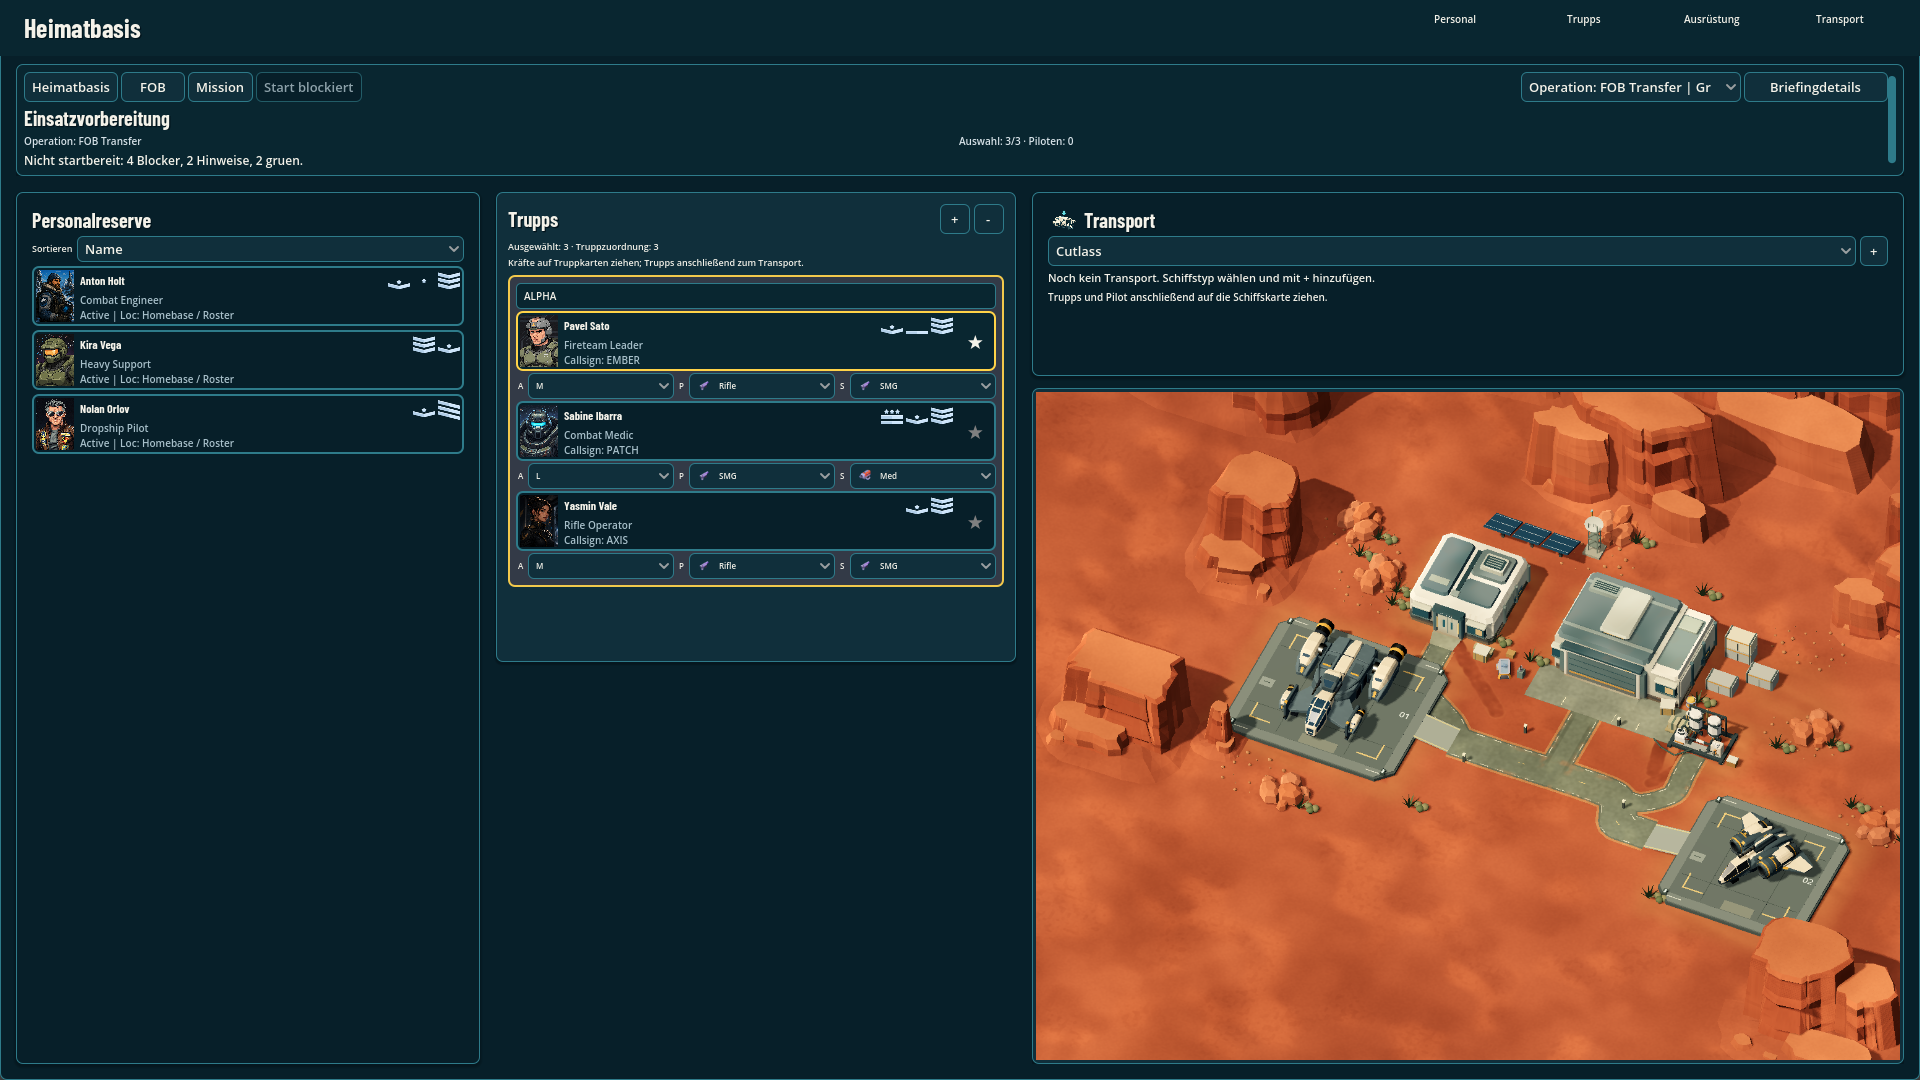 Heimatbasis
Personal
Trupps
Ausrüstung
Transport
Heimatbasis
FOB
Mission
Start blockiert
Operation: FOB Transfer | Gr
Briefingdetails
Einsatzvorbereitung
Operation: FOB Transfer
Auswahl: 3/3 · Piloten: 0
Nicht startbereit: 4 Blocker, 2 Hinweise, 2 gruen.
Personalreserve
Sortieren
Name
Anton Holt
Combat Engineer
Active | Loc: Homebase / Roster
Kira Vega
Heavy Support
Active | Loc: Homebase / Roster
Nolan Orlov
Dropship Pilot
Active | Loc: Homebase / Roster
Trupps
+
-
Ausgewählt: 3 · Truppzuordnung: 3
Kräfte auf Truppkarten ziehen; Trupps anschließend zum Transport.
ALPHA
Pavel Sato
Fireteam Leader
Callsign: EMBER
A M P Rifle S SMG
Sabine Ibarra
Combat Medic
Callsign: PATCH
A L P SMG S Med
Yasmin Vale
Rifle Operator
Callsign: AXIS
A M P Rifle S SMG
Transport
Cutlass
+
Noch kein Transport. Schiffstyp wählen und mit + hinzufügen.
Trupps und Pilot anschließend auf die Schiffskarte ziehen.
01
02